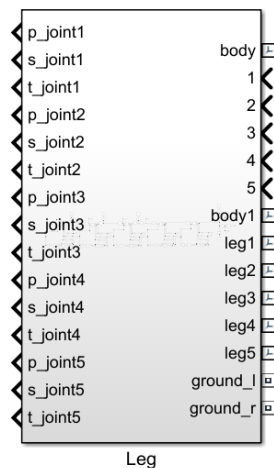 p_joint1
s_joint1
t_joint1
p_joint2
s_joint2
t_joint2
p_joint3
s_joint3
t_joint3
p_joint4
s_joint4
t_joint4
p_joint5
s_joint5
t_joint5
body
1
2
3
4
5
body1
leg1
leg2
leg3
leg4
leg5
ground_l
ground_r
Leg